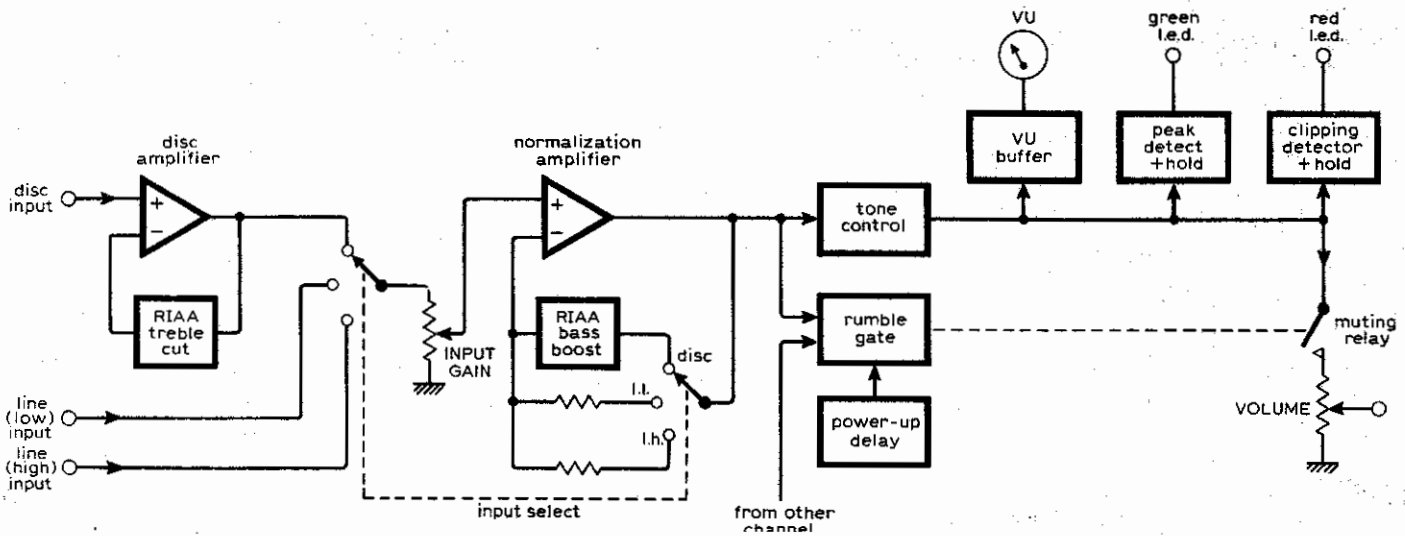 VU
green
l.e.d.
red
l.e.d.
VU
buffer
peak
detect
+hold
clipping
detector
+hold
disc
amplifier
normalization
amplifier
disc
input
+
−
+
−
tone
control
RIAA
treble
cut
INPUT
GAIN
RIAA
bass
boost
disc
rumble
gate
muting
relay
l.l.
l.h.
power-up
delay
VOLUME
line
(low)
input
line
(high)
input
input select
from other
channel